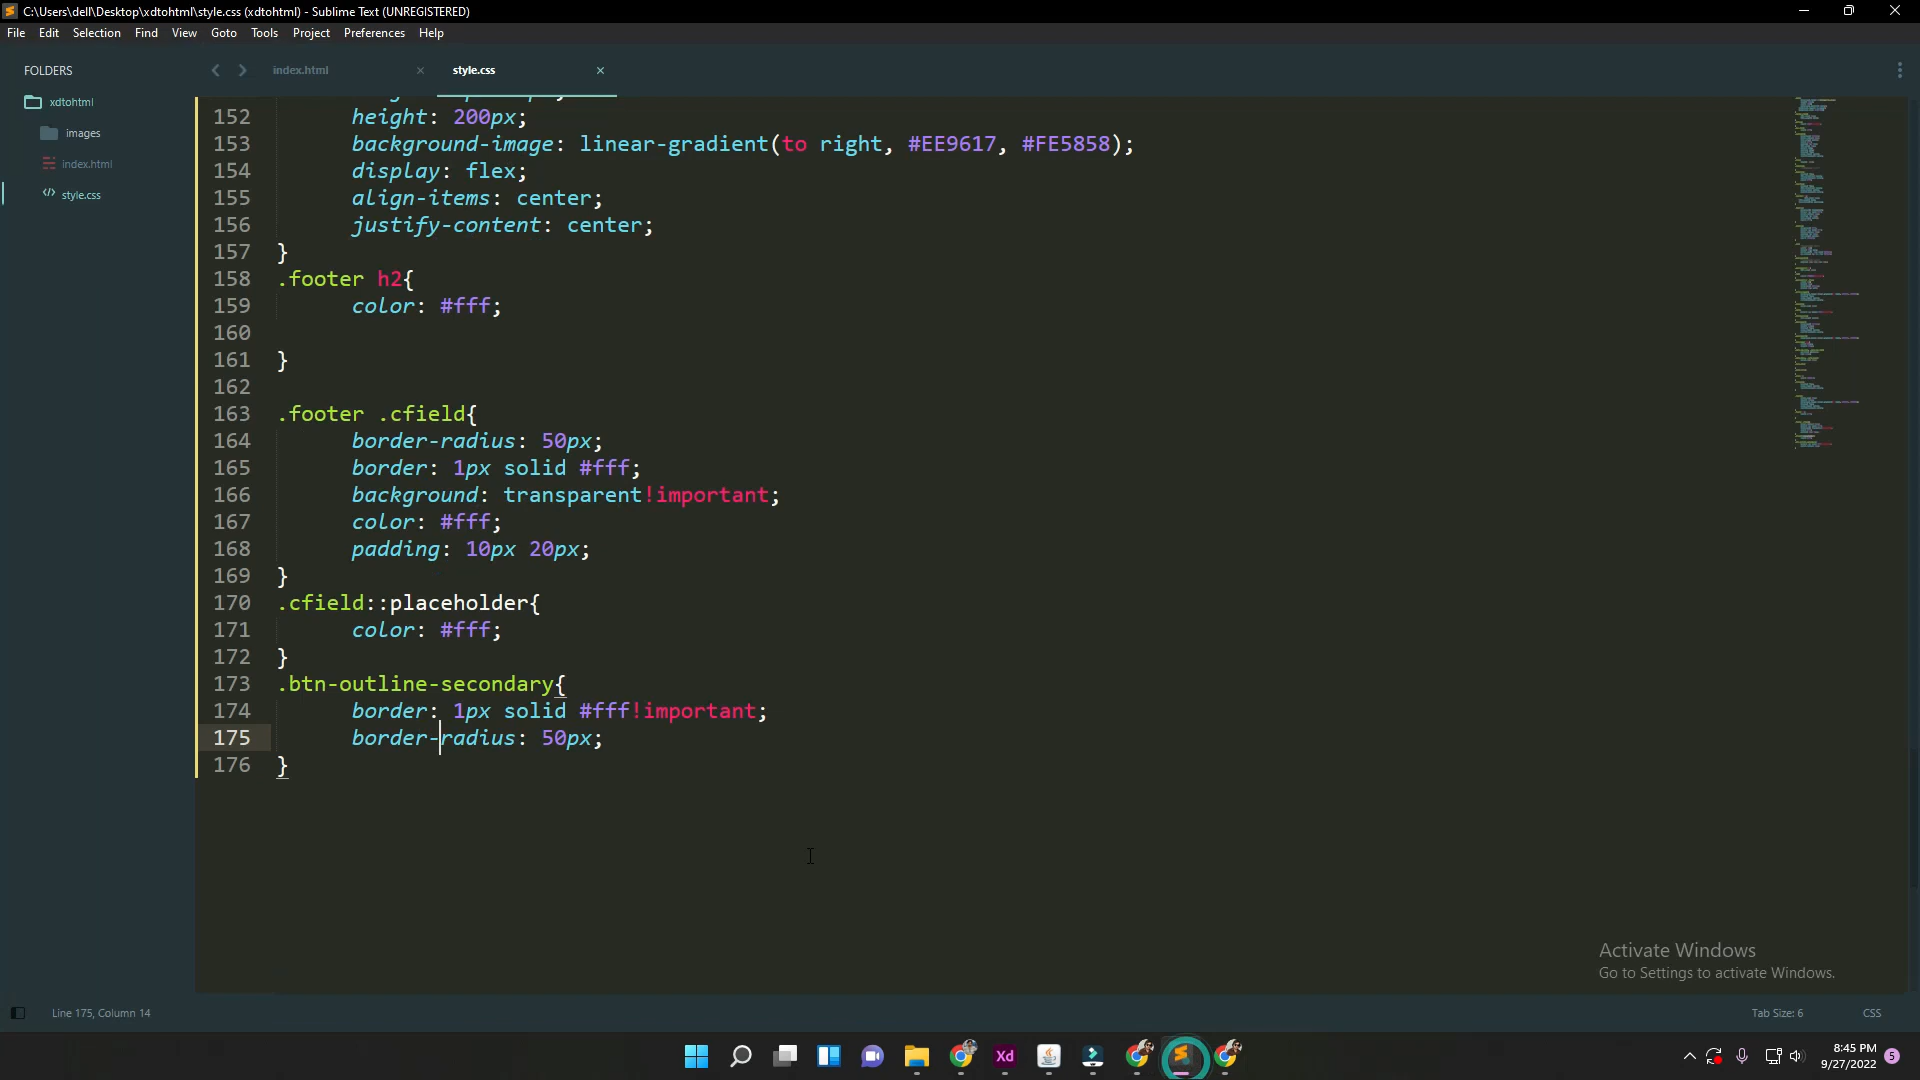 C:\Users\dell\Desktop\xdtohtml\style.css (xdtohtml) - Sublime Text (UNREGISTERED)
File Edit Selection Find View Goto Tools Project Preferences Help
FOLDERS
xdtohtml
images
index.html
style.css
index.html
style.css
152 height: 200px;
153 background-image: linear-gradient(to right, #EE9617, #FE5858);
154 display: flex;
155 align-items: center;
156 justify-content: center;
157 }
158 .footer h2{
159 color: #fff;
160
161 }
162
163 .footer .cfield{
164 border-radius: 50px;
165 border: 1px solid #fff;
166 background: transparent!important;
167 color: #fff;
168 padding: 10px 20px;
169 }
170 .cfield::placeholder{
171 color: #fff;
172 }
173 .btn-outline-secondary{
174 border: 1px solid #fff!important;
175 border-radius: 50px;
176 }
Activate Windows
Go to Settings to activate Windows.
Line 175, Column 14
Tab Size: 6
CSS
Xd
8:45 PM
9/27/2022
5